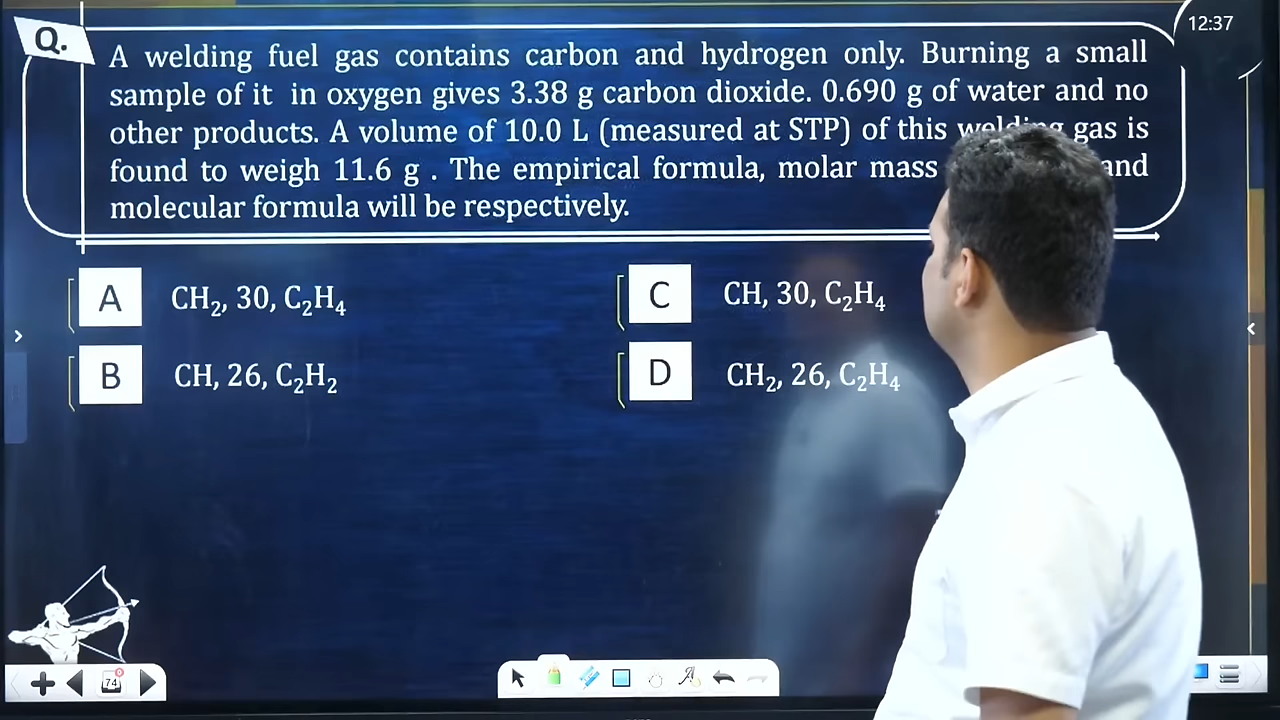 Q.
12:37
A welding fuel gas contains carbon and hydrogen only. Burning a small
sample of it in oxygen gives 3.38 g carbon dioxide. 0.690 g of water and no
other products. A volume of 10.0 L (measured at STP) of this welding gas is
found to weigh 11.6 g . The empirical formula, molar mass and
molecular formula will be respectively.
A CH₂, 30, C₂H₄
C CH, 30, C₂H₄
B CH, 26, C₂H₂
D CH₂, 26, C₂H₄
74